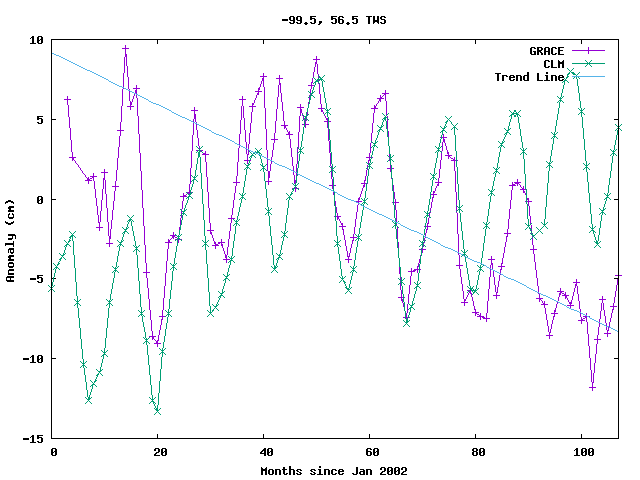 -99.5, 56.5 TWS
GRACE
CLM
Trend Line
10
5
0
-5
-10
-15
Anomaly (cm)
0 20 40 60 80 100
Months since Jan 2002